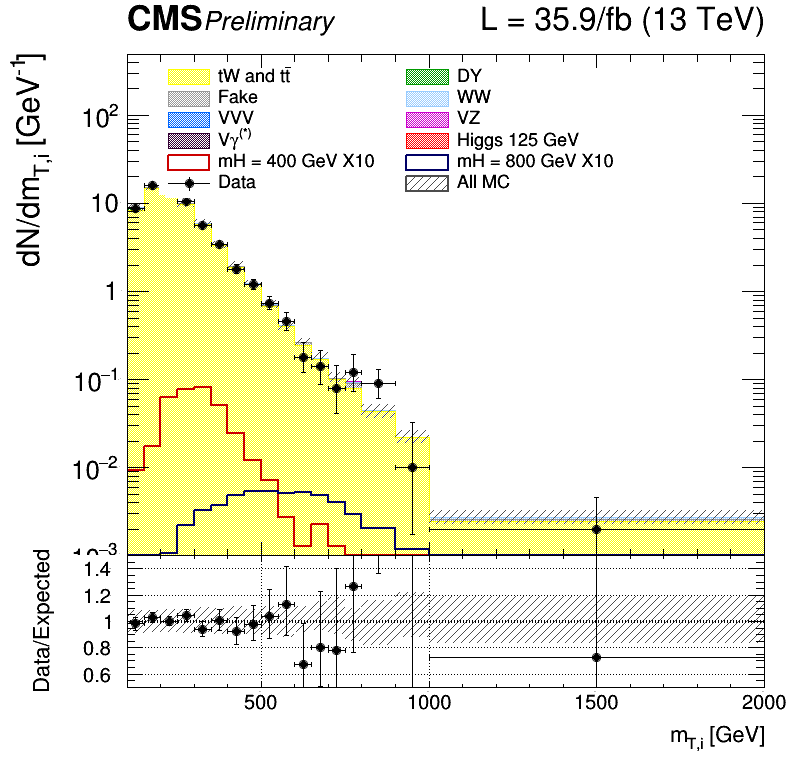 CMS Preliminary L = 35.9/fb (13 TeV)
dN/dm_{T,i} [GeV^{-1}]
tW and tt̄ DY
Fake WW
VVV VZ
Vγ^{(*)} Higgs 125 GeV
mH = 400 GeV X10 mH = 800 GeV X10
Data All MC
10²
10
1
10⁻¹
10⁻²
10⁻³
Data/Expected
1.4
1.2
1
0.8
0.6
500 1000 1500 2000
m_{T,i} [GeV]